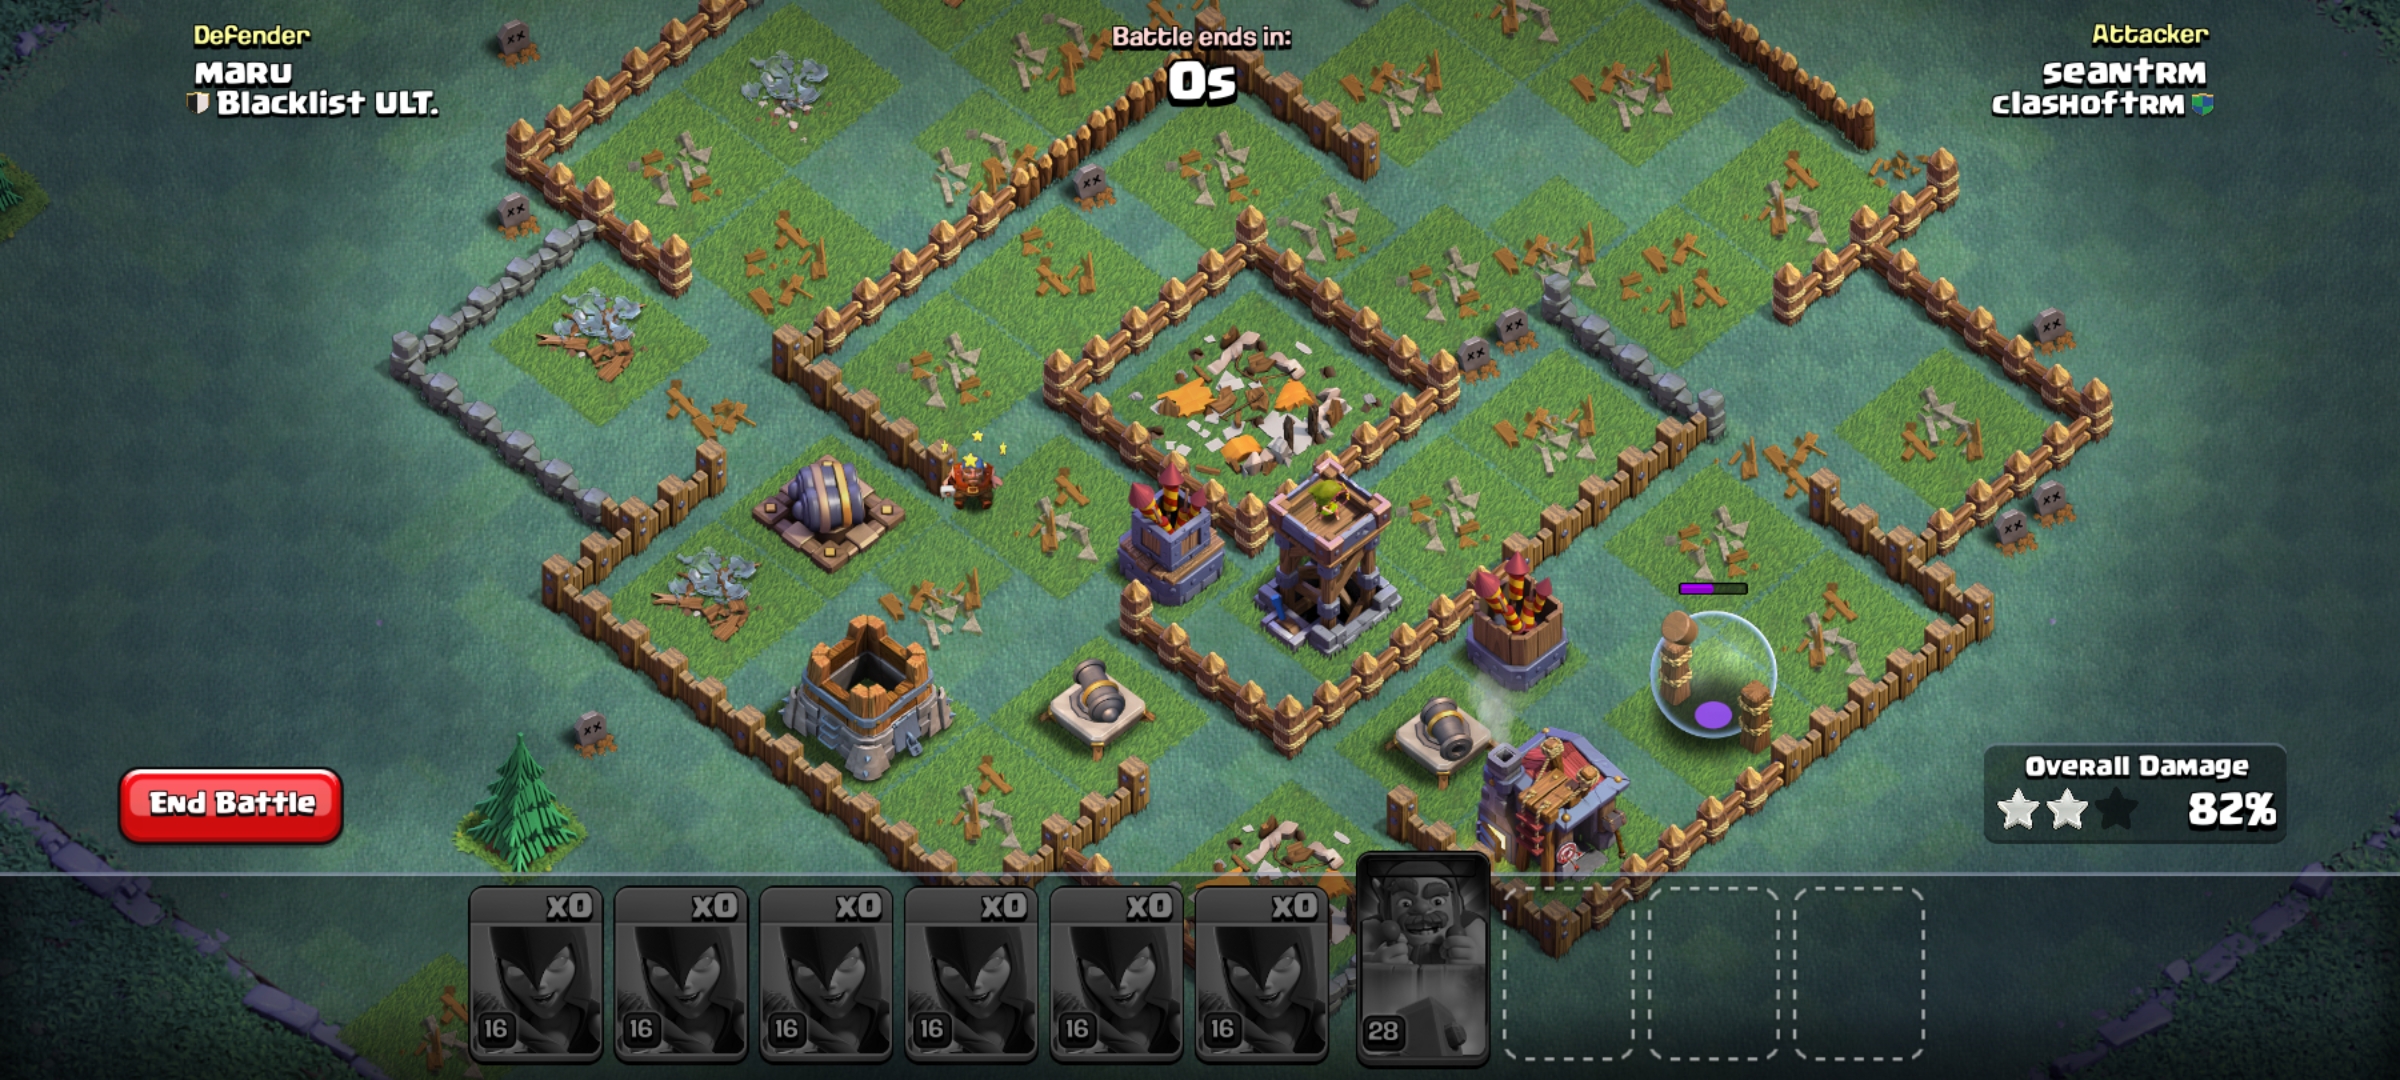 Defender
maru
Blacklist ULT.
Battle ends in:
0s
Attacker
seantRM
clashoftRM
End Battle
Overall Damage
82%
x0
x0
x0
x0
x0
x0
16
16
16
16
16
16
28